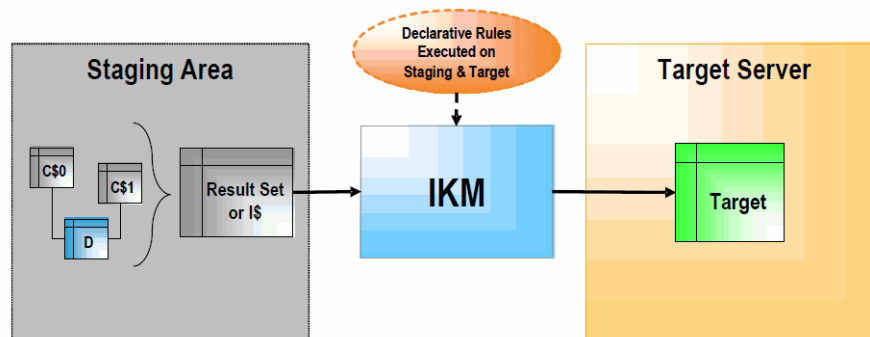 Declarative Rules
Executed on
Staging & Target
Staging Area
Target Server
C$0
C$1
D
Result Set
or I$
IKM
Target